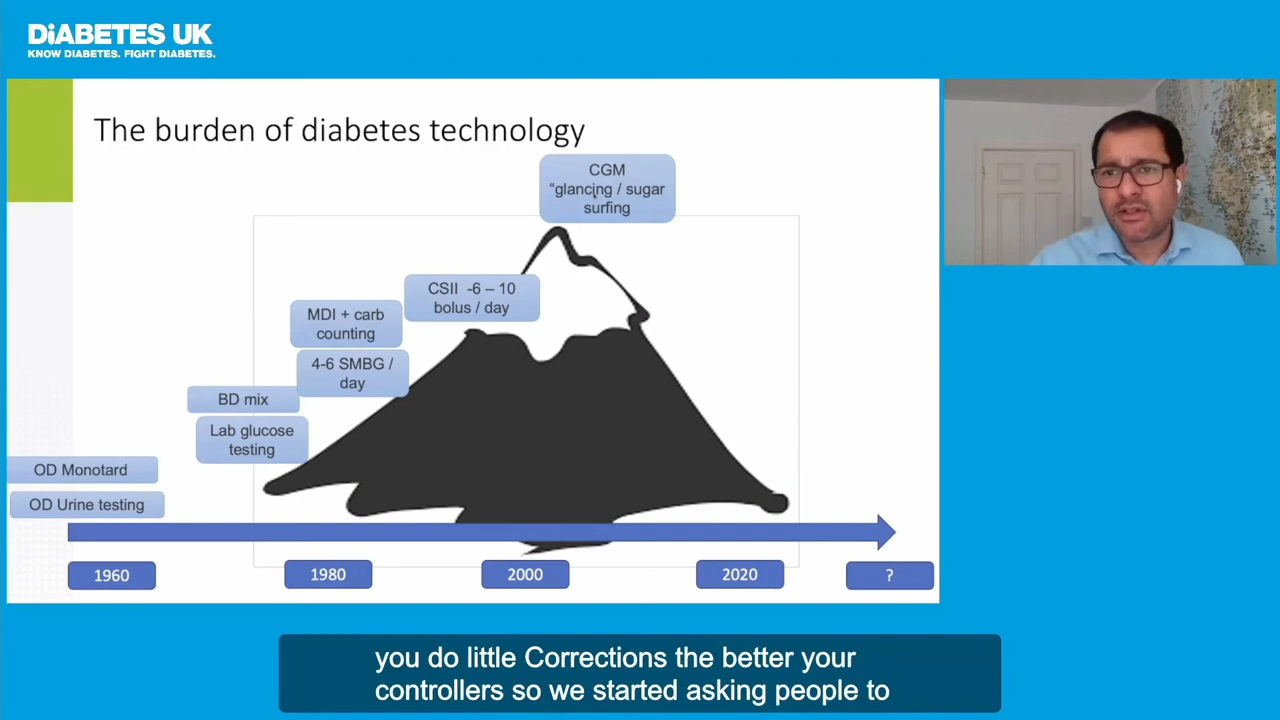 DiABETES UK
KNOW DIABETES. FIGHT DIABETES.
The burden of diabetes technology
CGM
“glancing / sugar
surfing
CSII -6 – 10
bolus / day
MDI + carb
counting
4-6 SMBG /
day
BD mix
Lab glucose
testing
OD Monotard
OD Urine testing
1960
1980
2000
2020
?
you do little Corrections the better your
controllers so we started asking people to